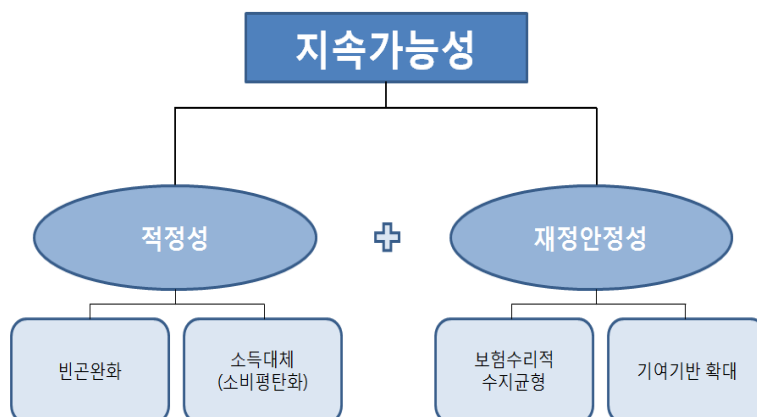 지속가능성
적정성
재정안정성
빈곤완화
소득대체
(소비평탄화)
보험수리적
수지균형
기여기반 확대